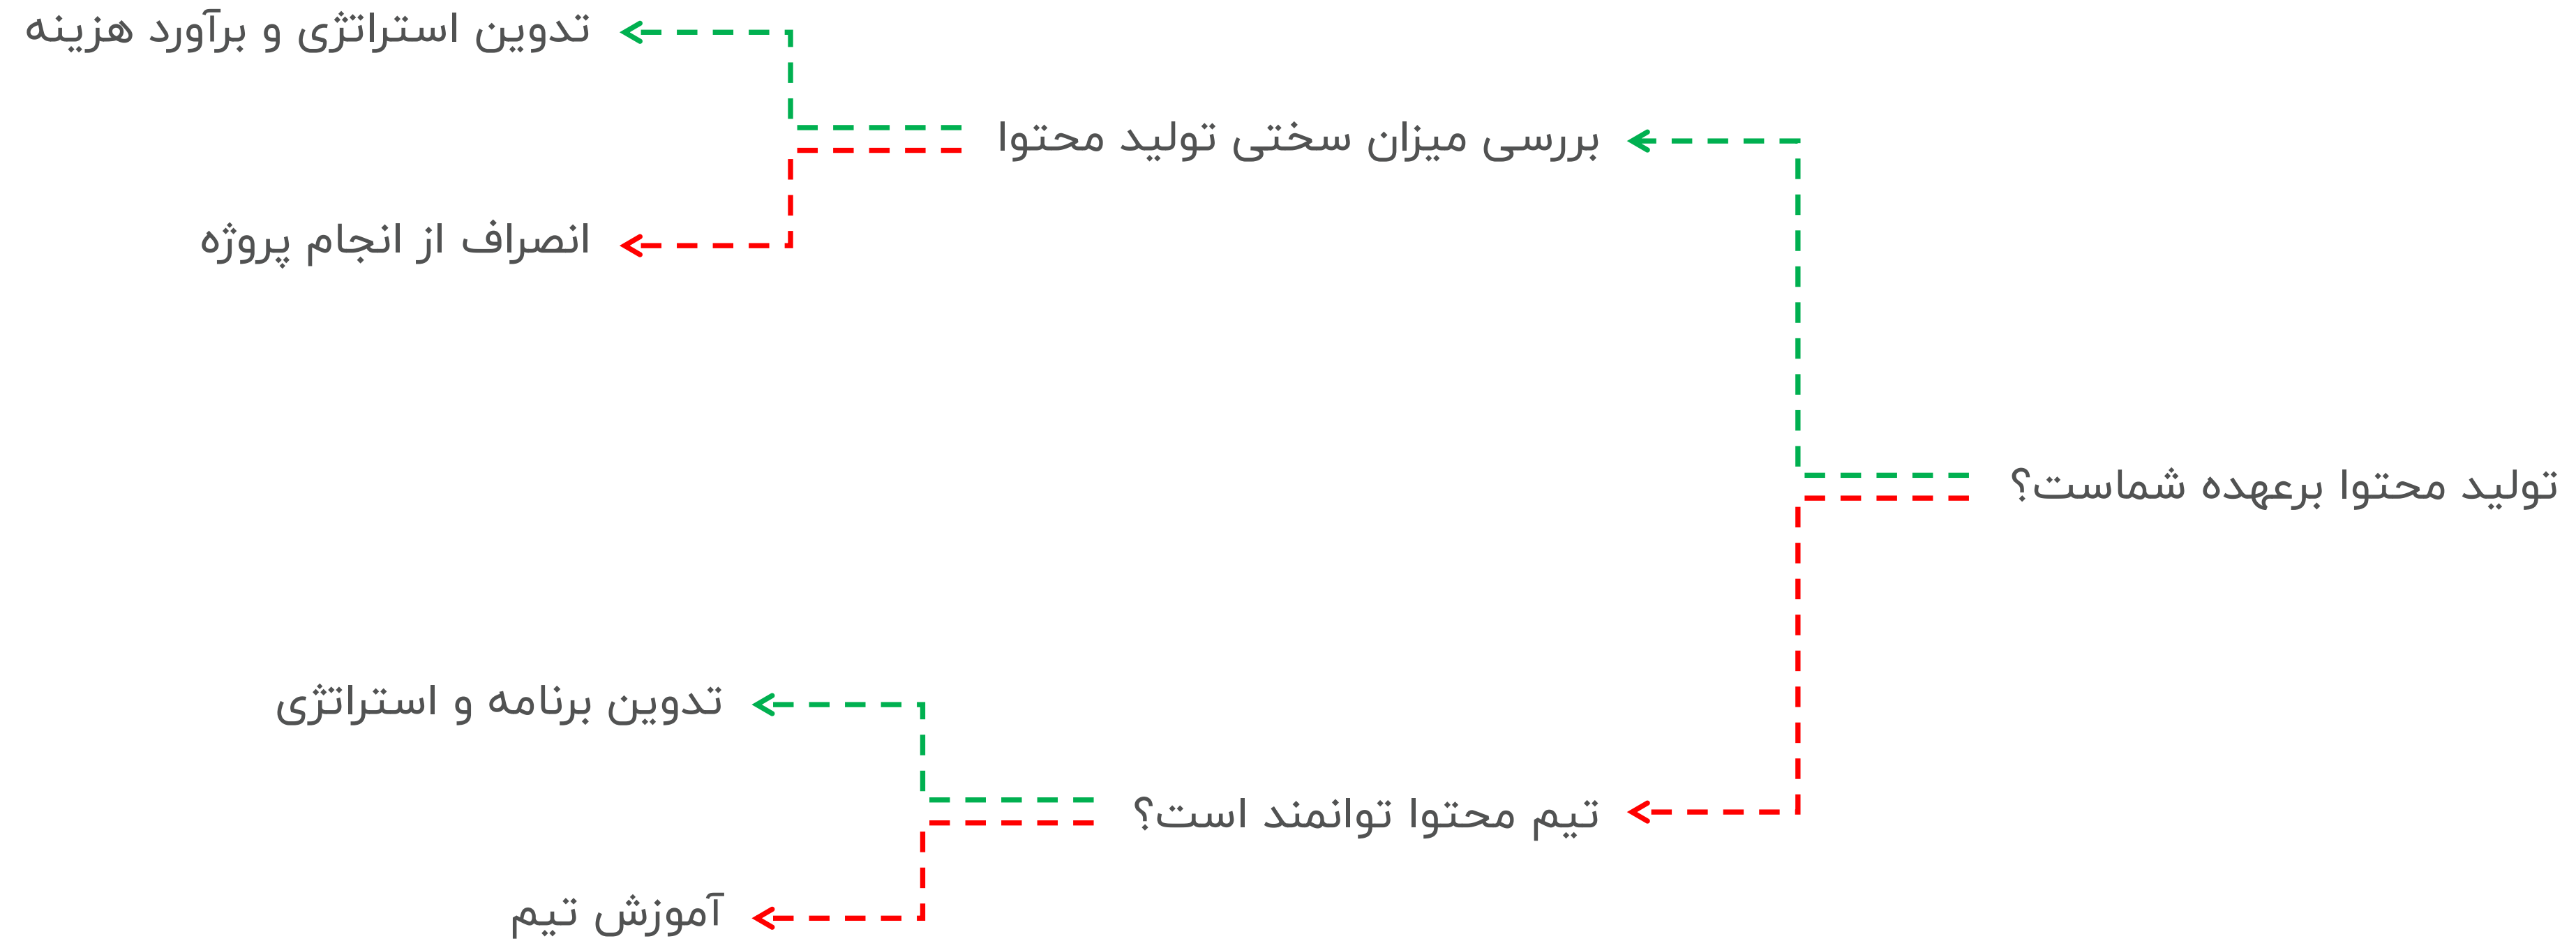 تولید محتوا برعهده شماست؟
بررسی میزان سختی تولید محتوا
تدوین استراتژی و برآورد هزینه
انصراف از انجام پروژه
تیم محتوا توانمند است؟
تدوین برنامه و استراتژی
آموزش تیم